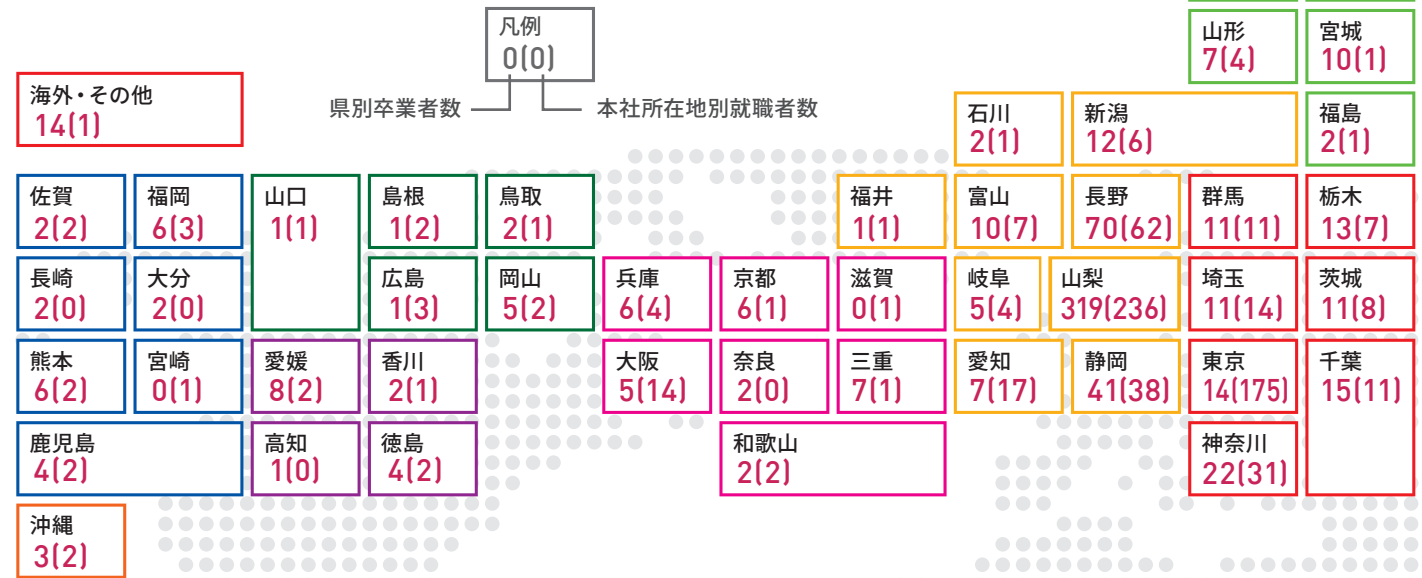 凡例
0(0)
県別卒業者数
本社所在地別就職者数
山形
7(4)
宮城
10(1)
海外・その他
14(1)
石川
2(1)
新潟
12(6)
福島
2(1)
佐賀
2(2)
福岡
6(3)
山口
1(1)
島根
1(2)
鳥取
2(1)
福井
1(1)
富山
10(7)
長野
70(62)
群馬
11(11)
栃木
13(7)
長崎
2(0)
大分
2(0)
広島
1(3)
岡山
5(2)
兵庫
6(4)
京都
6(1)
滋賀
0(1)
岐阜
5(4)
山梨
319(236)
埼玉
11(14)
茨城
11(8)
熊本
6(2)
宮崎
0(1)
愛媛
8(2)
香川
2(1)
大阪
5(14)
奈良
2(0)
三重
7(1)
愛知
7(17)
静岡
41(38)
東京
14(175)
千葉
15(11)
鹿児島
4(2)
高知
1(0)
徳島
4(2)
和歌山
2(2)
神奈川
22(31)
沖縄
3(2)